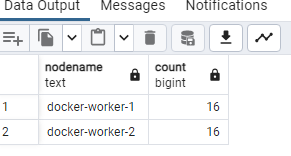 Data Output Messages Notifications
nodename count
text bigint
1 docker-worker-1 16
2 docker-worker-2 16